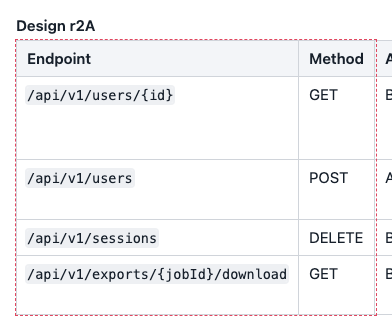 Design r2A
Endpoint Method A
/api/v1/users/{id} GET B
/api/v1/users POST A
/api/v1/sessions DELETE B
/api/v1/exports/{jobId}/download GET B